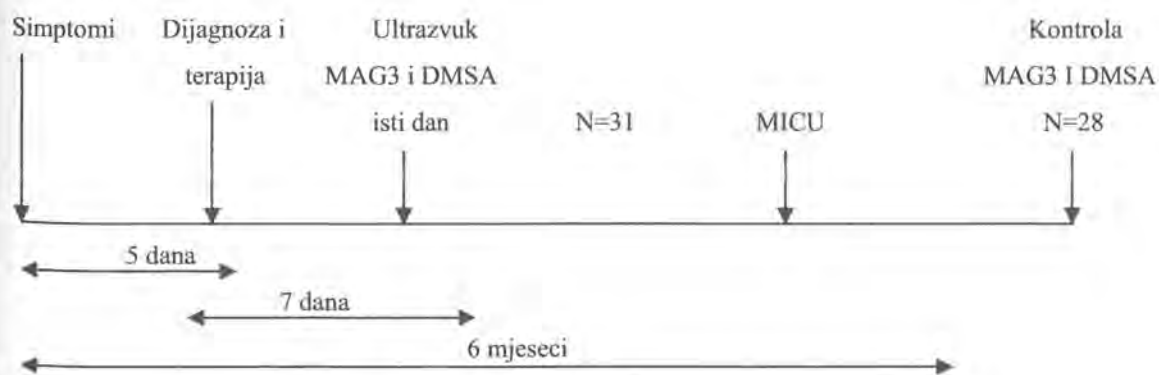 Simptomi
Dijagnoza i
terapija
Ultrazvuk
MAG3 i DMSA
isti dan
N=31
MICU
Kontrola
MAG3 I DMSA
N=28
5 dana
7 dana
6 mjeseci